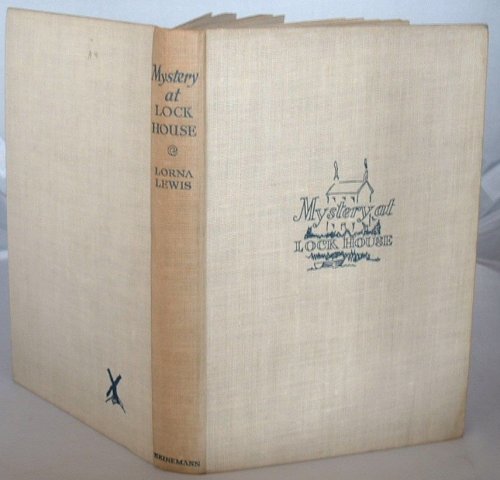 Mystery
at
LOCK
HOUSE
LORNA
LEWIS
HEINEMANN
Mystery at
LOCK HOUSE